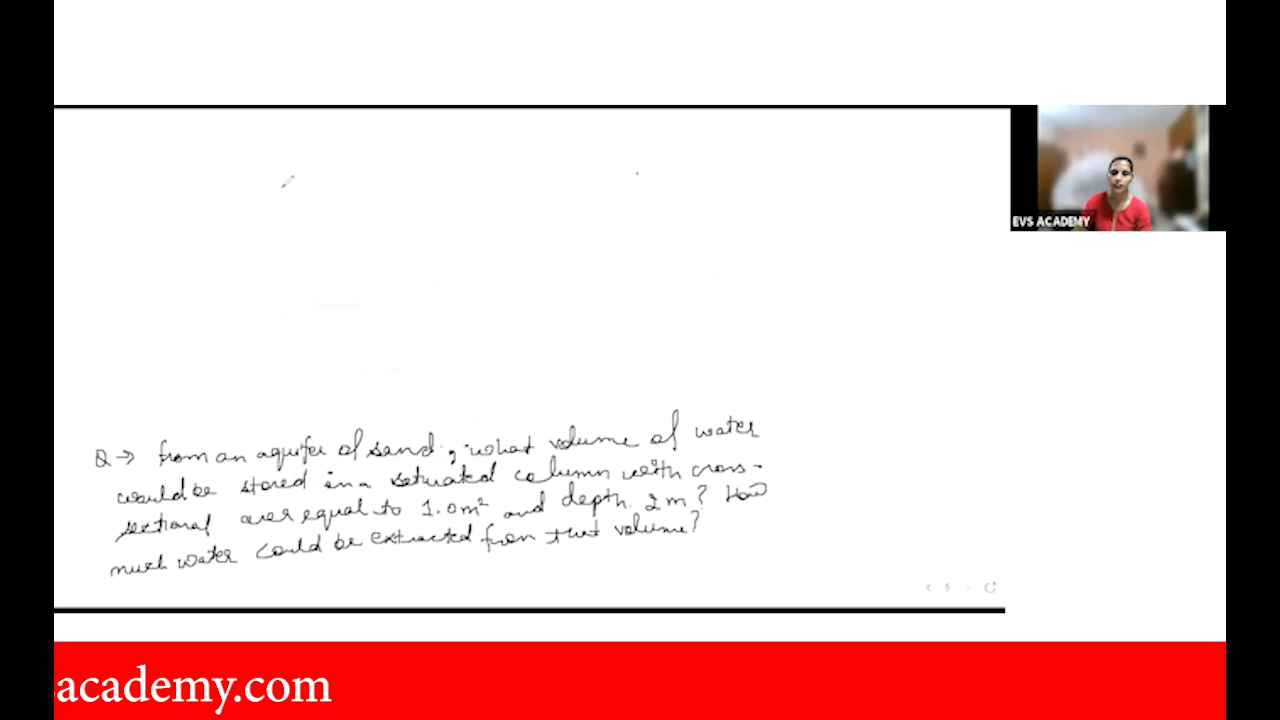 EVS ACADEMY
Q → from an aquifer of sand, what volume of water
would be stored in a saturated column with cross-
sectional area equal to 1.0m² and depth 2m? How
much water could be extracted from that volume?
< 5 >
academy.com